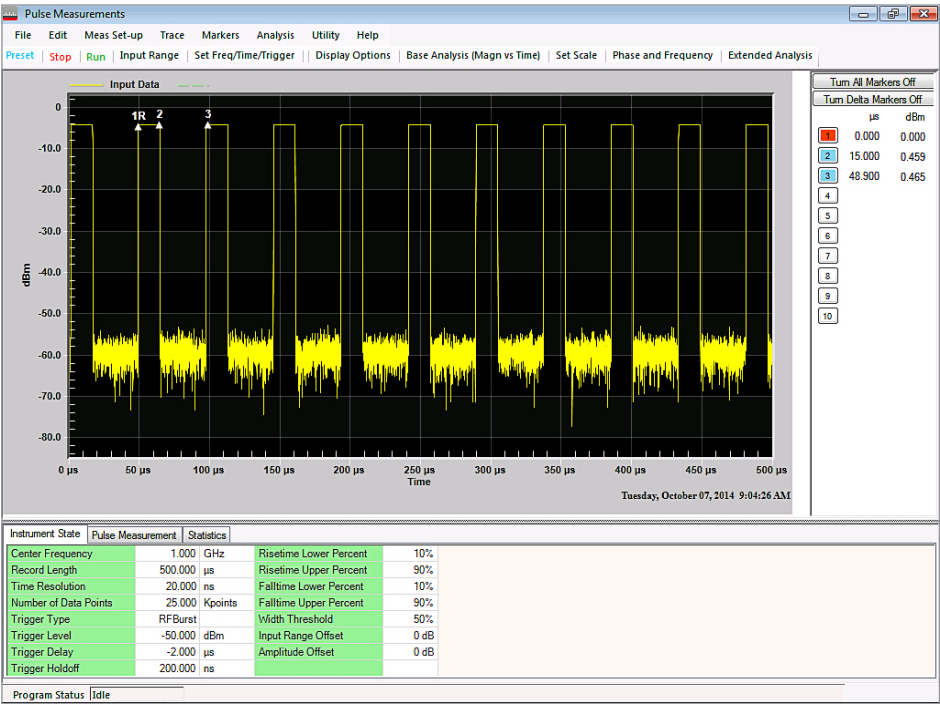 Pulse Measurements
File Edit Meas Set-up Trace Markers Analysis Utility Help
Preset Stop Run Input Range Set Freq/Time/Trigger Display Options Base Analysis (Magn vs Time) Set Scale Phase and Frequency Extended Analysis
Input Data
Turn All Markers Off
Turn Delta Markers Off
µs dBm
1 0.000 0.000
2 15.000 0.459
3 48.900 0.465
4
5
6
7
8
9
10
1R 2 3
0
-10.0
-20.0
-30.0
-40.0
-50.0
-60.0
-70.0
-80.0
dBm
0 µs 50 µs 100 µs 150 µs 200 µs 250 µs 300 µs 350 µs 400 µs 450 µs 500 µs
Time
Tuesday, October 07, 2014 9:04:26 AM
Instrument State Pulse Measurement Statistics
Center Frequency 1.000 GHz Risetime Lower Percent 10%
Record Length 500.000 µs Risetime Upper Percent 90%
Time Resolution 20.000 ns Falltime Lower Percent 10%
Number of Data Points 25.000 Kpoints Falltime Upper Percent 90%
Trigger Type RFBurst Width Threshold 50%
Trigger Level -50.000 dBm Input Range Offset 0 dB
Trigger Delay -2.000 µs Amplitude Offset 0 dB
Trigger Holdoff 200.000 ns
Program Status Idle